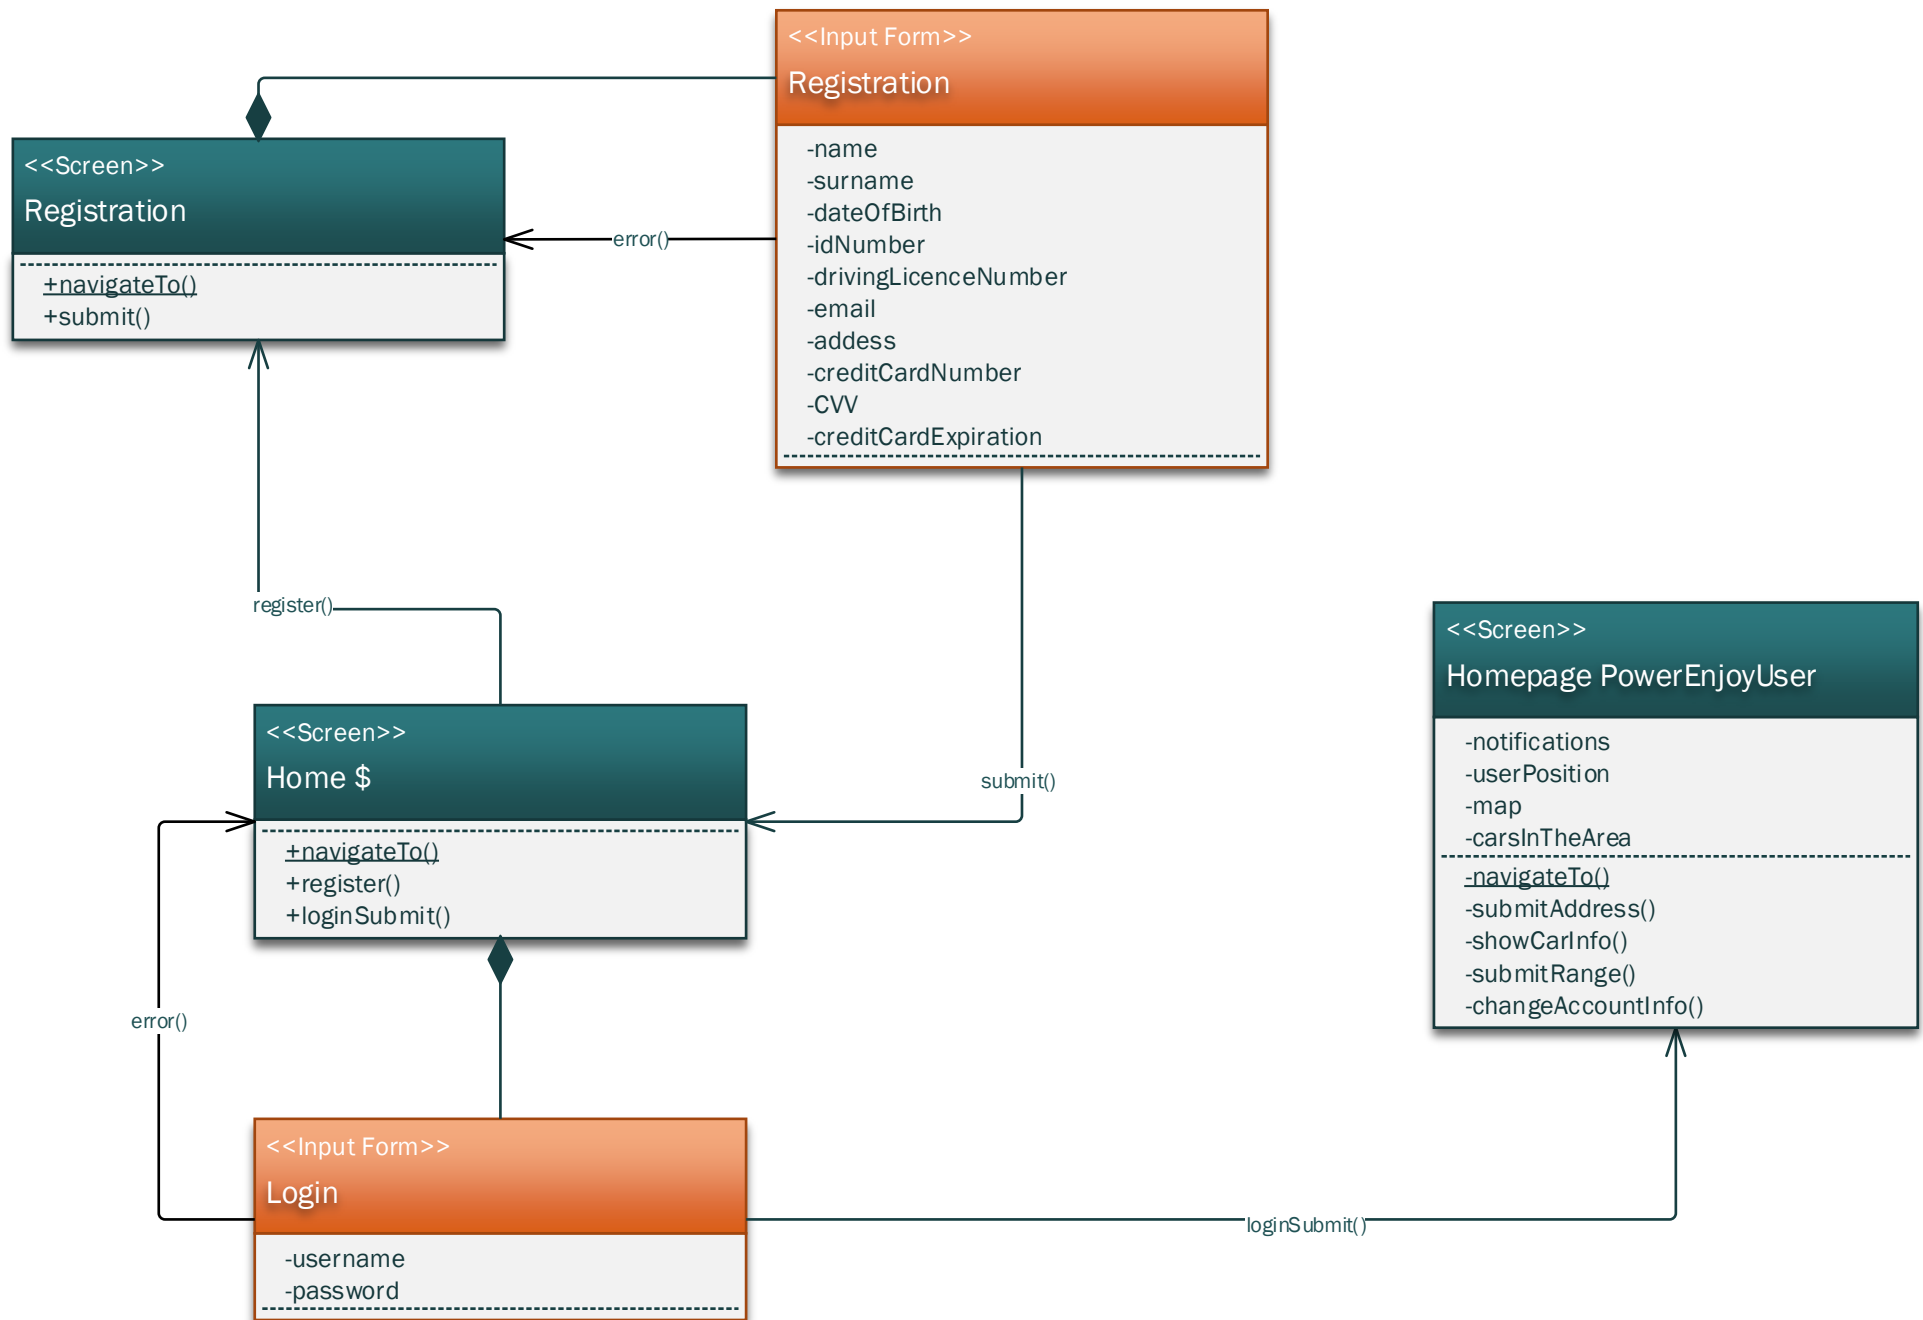 <<Input Form>>
Registration
-name
-surname
-dateOfBirth
-idNumber
-drivingLicenceNumber
-email
-addess
-creditCardNumber
-CVV
-creditCardExpiration
<<Screen>>
Registration
+navigateTo()
+submit()
error()
register()
submit()
<<Screen>>
Homepage PowerEnjoyUser
-notifications
-userPosition
-map
-carsInTheArea
-navigateTo()
-submitAddress()
-showCarInfo()
-submitRange()
-changeAccountInfo()
<<Screen>>
Home $
+navigateTo()
+register()
+loginSubmit()
error()
<<Input Form>>
Login
-username
-password
loginSubmit()